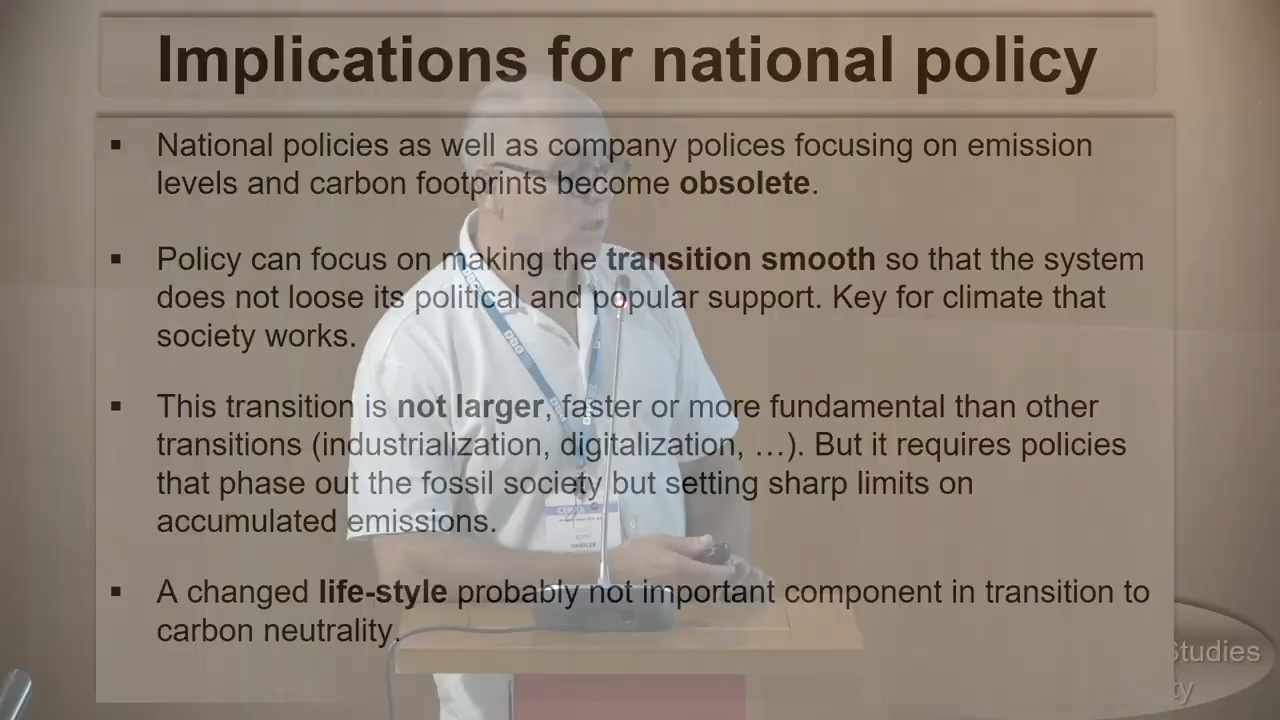 Implications for national policy
▪ National policies as well as company polices focusing on emission
levels and carbon footprints become obsolete.
▪ Policy can focus on making the transition smooth so that the system
does not loose its political and popular support. Key for climate that
society works.
▪ This transition is not larger, faster or more fundamental than other
transitions (industrialization, digitalization, …). But it requires policies
that phase out the fossil society but setting sharp limits on
accumulated emissions.
▪ A changed life-style probably not important component in transition to
carbon neutrality.
CEPR
HASSLER
Studies
ty